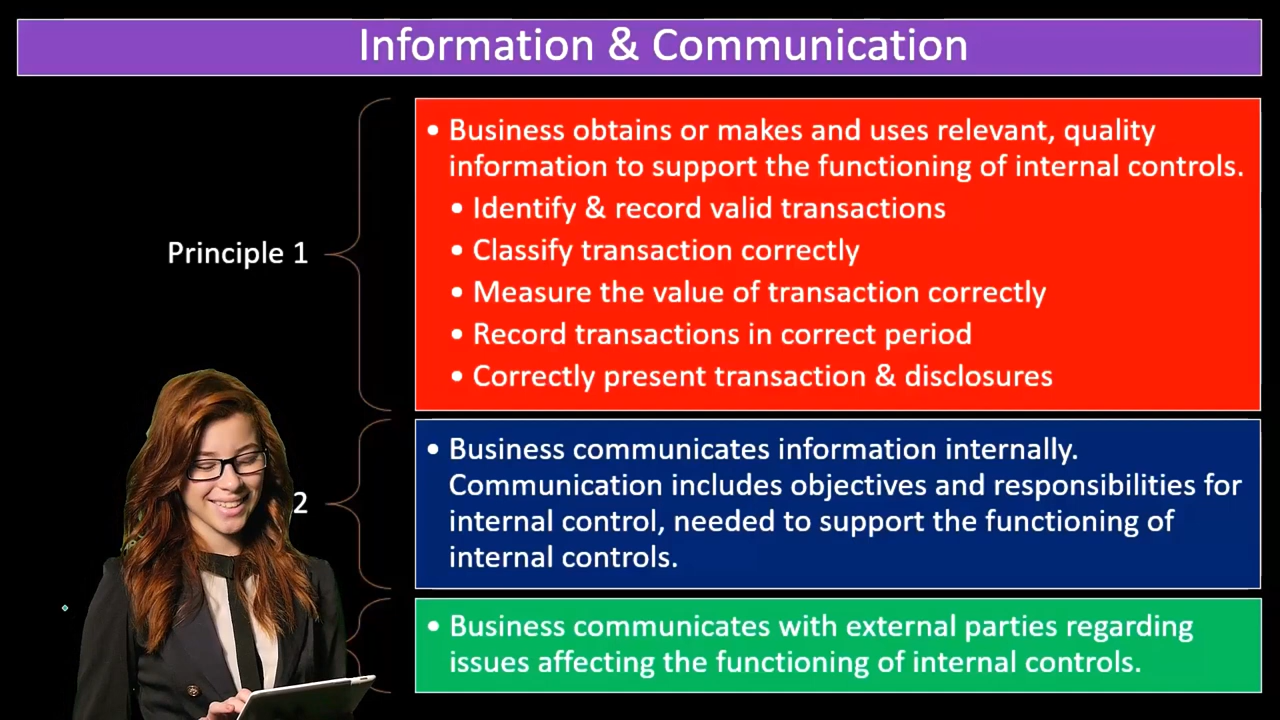 Information & Communication
Principle 1
• Business obtains or makes and uses relevant, quality
information to support the functioning of internal controls.
• Identify & record valid transactions
• Classify transaction correctly
• Measure the value of transaction correctly
• Record transactions in correct period
• Correctly present transaction & disclosures
2
• Business communicates information internally.
Communication includes objectives and responsibilities for
internal control, needed to support the functioning of
internal controls.
• Business communicates with external parties regarding
issues affecting the functioning of internal controls.